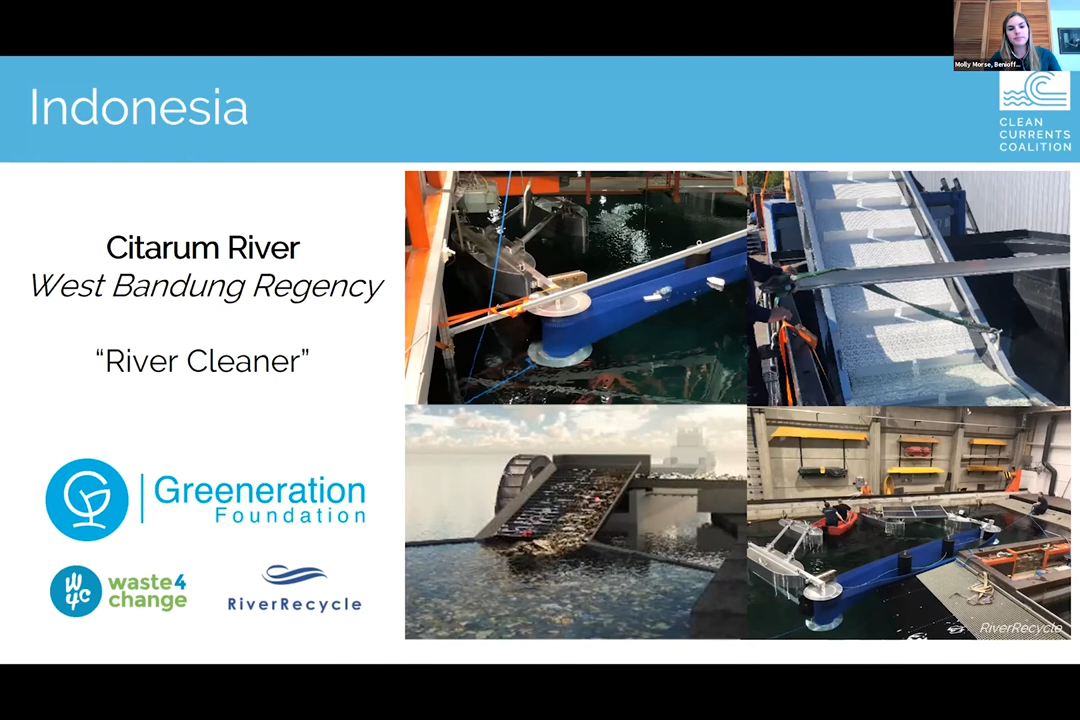 Molly Morse, Benioff...
Indonesia
CLEAN
CURRENTS
COALITION
Citarum River
West Bandung Regency
“River Cleaner”
Greeneration
Foundation
W4C
waste4
change
RiverRecycle
RiverRecycle